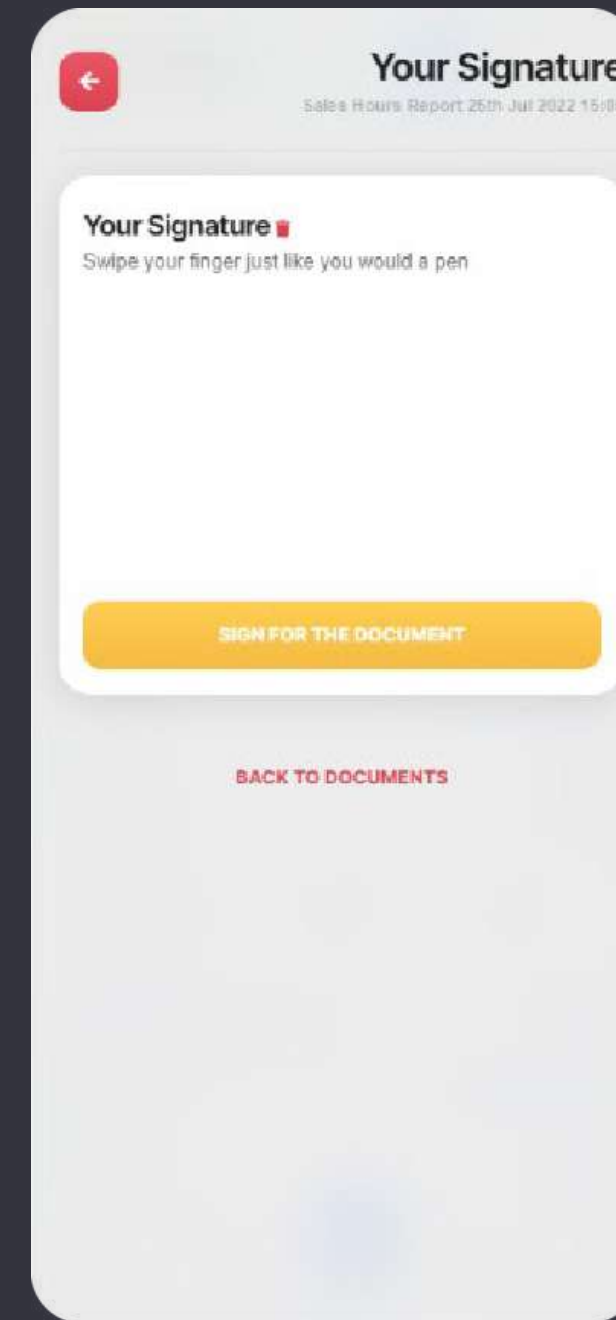 Your Signature
Sales Hours Report 25th Jul 2022
Your Signature
Swipe your finger just like you would a pen
SIGN FOR THE DOCUMENT
BACK TO DOCUMENTS